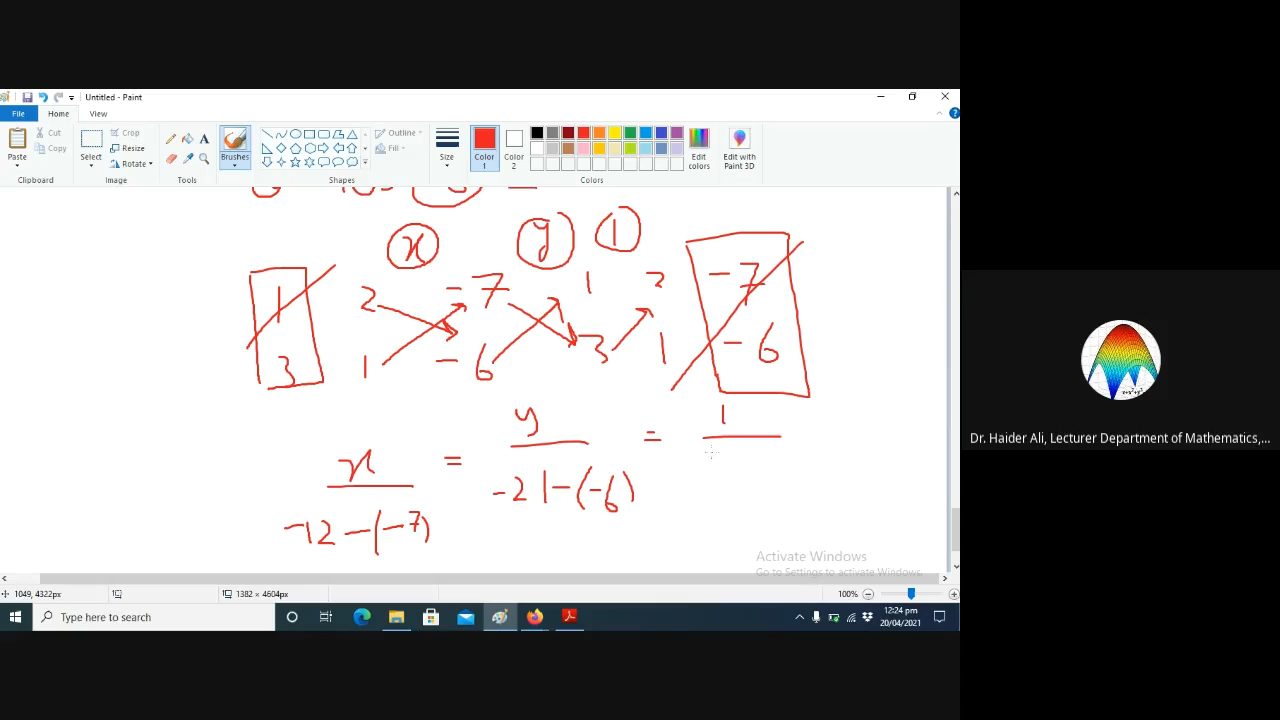 Untitled - Paint
File Home View
Paste Cut Copy Select Crop Resize Rotate Brushes Outline Fill Size Color 1 Color 2 Edit colors Edit with Paint 3D
Clipboard Image Tools Shapes Colors
x y 1
1 2 -7 1 2 -7
3 1 -6 3 1 -6
x/-12-(-7) = y/-21-(-6) = 1/
Activate Windows
Go to Settings to activate Windows.
1049, 4322px 1382 × 4604px 100%
Type here to search
12:24 pm
20/04/2021
Dr. Haider Ali, Lecturer Department of Mathematics,...